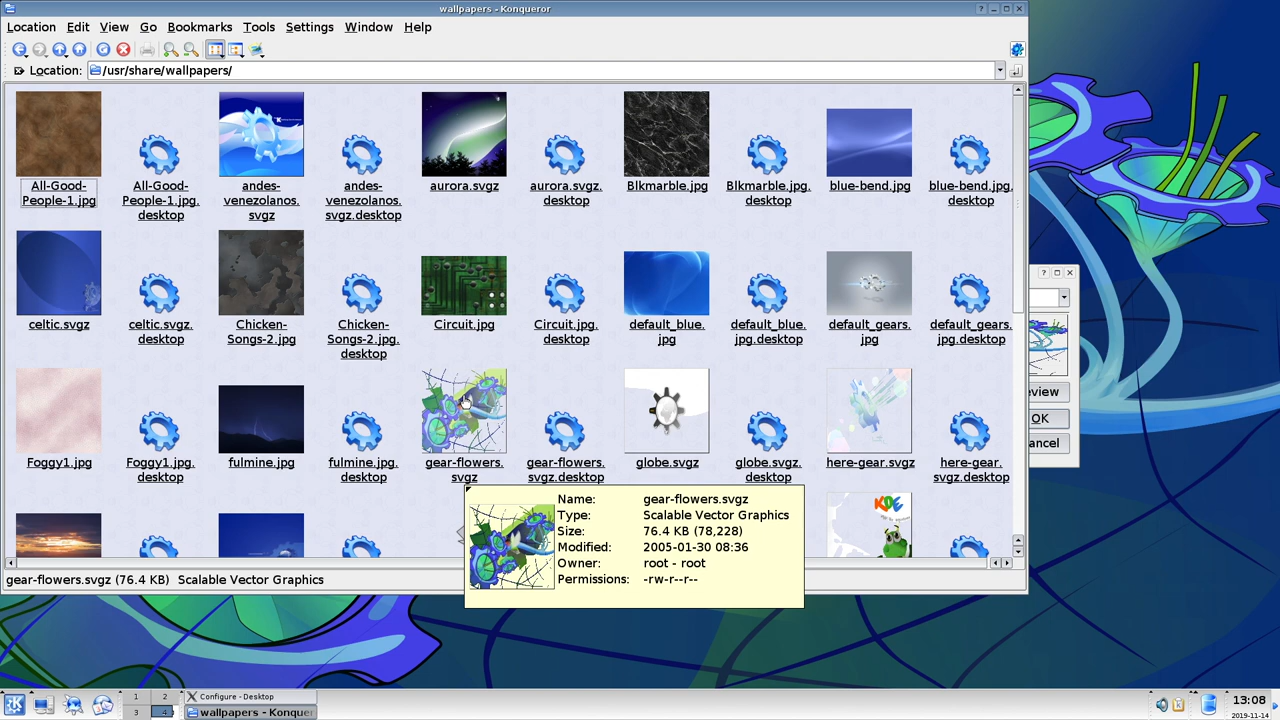 wallpapers - Konqueror
Location Edit View Go Bookmarks Tools Settings Window Help
Location: /usr/share/wallpapers/
All-Good-
People-1.jpg
All-Good-
People-1.jpg.
desktop
andes-
venezolanos.
svgz
andes-
venezolanos.
svgz.desktop
aurora.svgz
aurora.svgz.
desktop
Blkmarble.jpg
Blkmarble.jpg.
desktop
blue-bend.jpg
blue-bend.jpg.
desktop
celtic.svgz
celtic.svgz.
desktop
Chicken-
Songs-2.jpg
Chicken-
Songs-2.jpg.
desktop
Circuit.jpg
Circuit.jpg.
desktop
default_blue.
jpg
default_blue.
jpg.desktop
default_gears.
jpg
default_gears.
jpg.desktop
Foggy1.jpg
Foggy1.jpg.
desktop
fulmine.jpg
fulmine.jpg.
desktop
gear-flowers.
svgz
gear-flowers.
svgz.desktop
globe.svgz
globe.svgz.
desktop
here-gear.svgz
here-gear.
svgz.desktop
KDE
Name: gear-flowers.svgz
Type: Scalable Vector Graphics
Size: 76.4 KB (78,228)
Modified: 2005-01-30 08:36
Owner: root - root
Permissions: -rw-r--r--
gear-flowers.svgz (76.4 KB) Scalable Vector Graphics
eview
OK
ancel
1 2
3 4
Configure - Desktop
wallpapers - Konque
13:08
2019-11-14